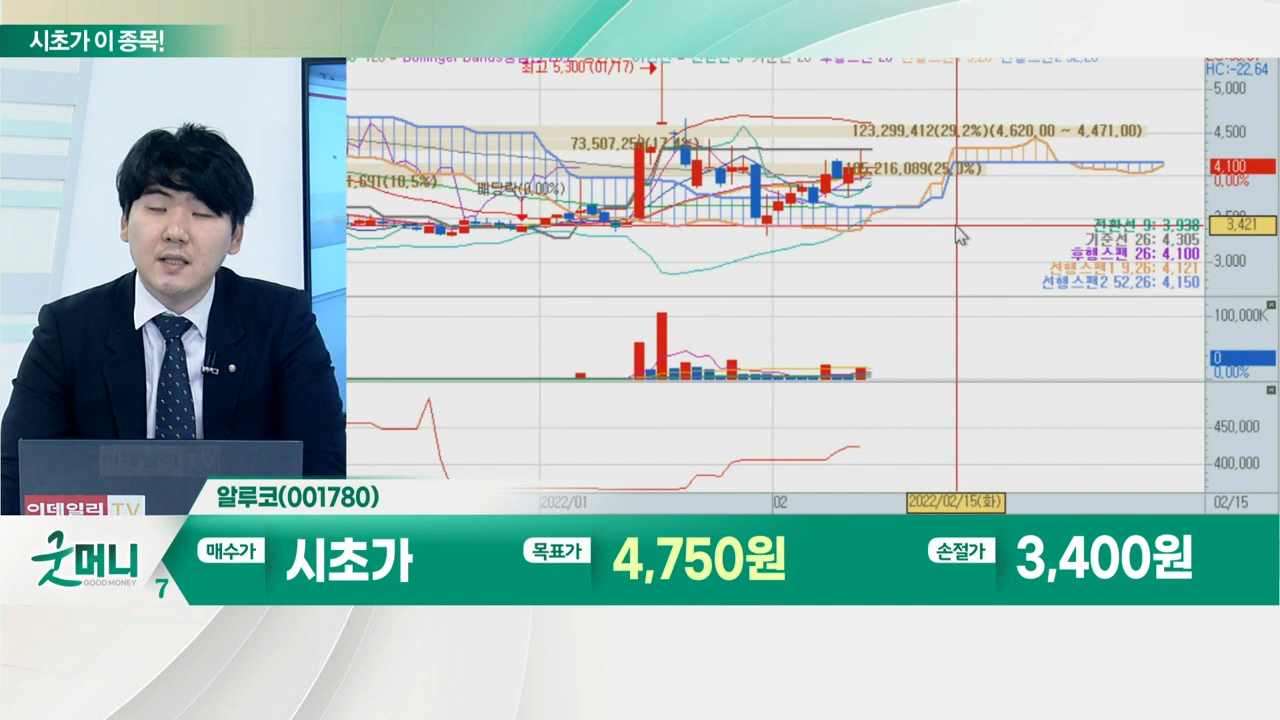 시초가 이 종목!
최고 5,300(01/17) →
HC:-22,64
5,000
123,299,412(29,2%)(4,620,00 ~ 4,471,00)
4,500
4,100
0,00%
배당락(0,00%)
3,421
전환선 9: 3,938
기준선 26: 4,305
후행스팬 26: 4,100
선행스팬1 9,26: 4,121
선행스팬2 52,26: 4,150
3,000
100,000K
0
0,00%
450,000
400,000
2022/01
02
2022/02/15(화)
02/15
이데일리 TV
알루코(001780)
굿머니
GOOD MONEY
7
매수가 시초가
목표가 4,750원
손절가 3,400원